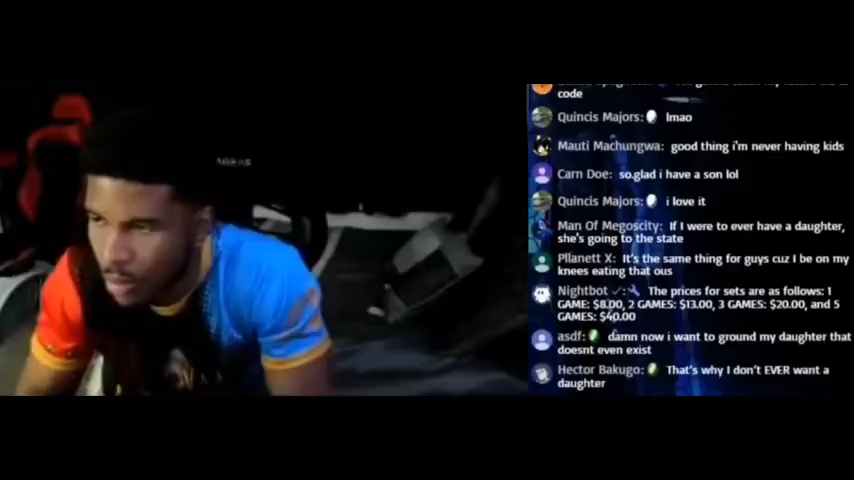 code
Quincis Majors: lmao
Mauti Machungwa: good thing i'm never having kids
Carn Doe: so.glad i have a son lol
Quincis Majors: i love it
Man Of Megoscity: If I were to ever have a daughter,
she's going to the state
Pllanett X: It's the same thing for guys cuz I be on my
knees eating that ous
Nightbot ✓: The prices for sets are as follows: 1
GAME: $8.00, 2 GAMES: $13.00, 3 GAMES: $20.00, and 5
GAMES: $40.00
asdf: damn now i want to ground my daughter that
doesnt even exist
Hector Bakugo: That's why I don't EVER want a
daughter